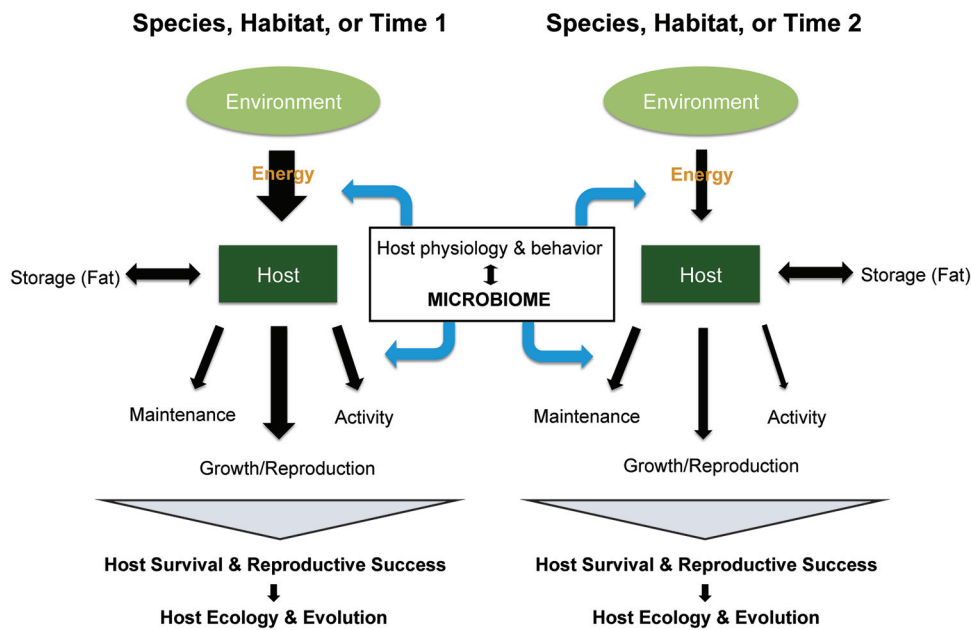 Species, Habitat, or Time 1
Species, Habitat, or Time 2
Environment
Environment
Energy
Energy
Host physiology & behavior
MICROBIOME
Storage (Fat)
Host
Host
Storage (Fat)
Maintenance
Activity
Maintenance
Activity
Growth/Reproduction
Growth/Reproduction
Host Survival & Reproductive Success
Host Survival & Reproductive Success
Host Ecology & Evolution
Host Ecology & Evolution